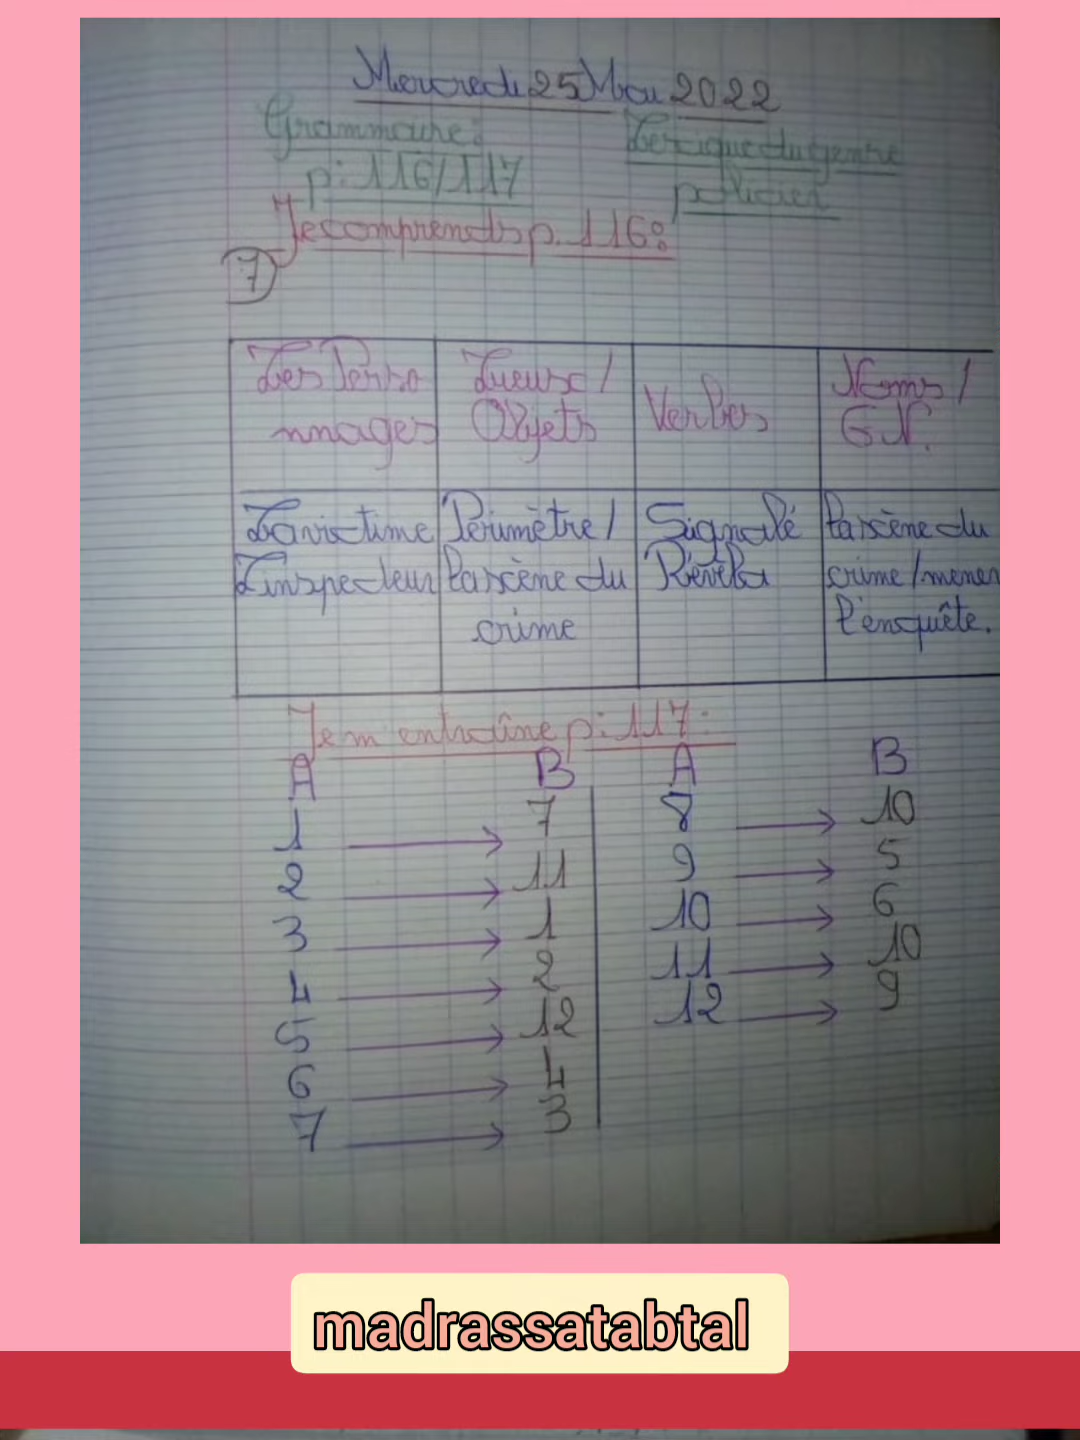 Mercredi 25 Mai 2022
Grammaire: Lexique du genre
p: 116/117 policier
Je comprends p. 116:
7
Les Perso Lieux / Verbes Noms /
nnages Objets G N.
La victime Périmètre / Signalé La scène du
L'inspecteur La scène du Révéla crime / mener
crime l'enquête.
Je m'entraîne p: 117:
A B A B
1 → 7 8 → 10
2 → 11 9 → 5
3 → 1 10 → 6
4 → 2 11 → 10
5 → 12 12 → 9
6 → 4
7 → 3
madrassatabtal